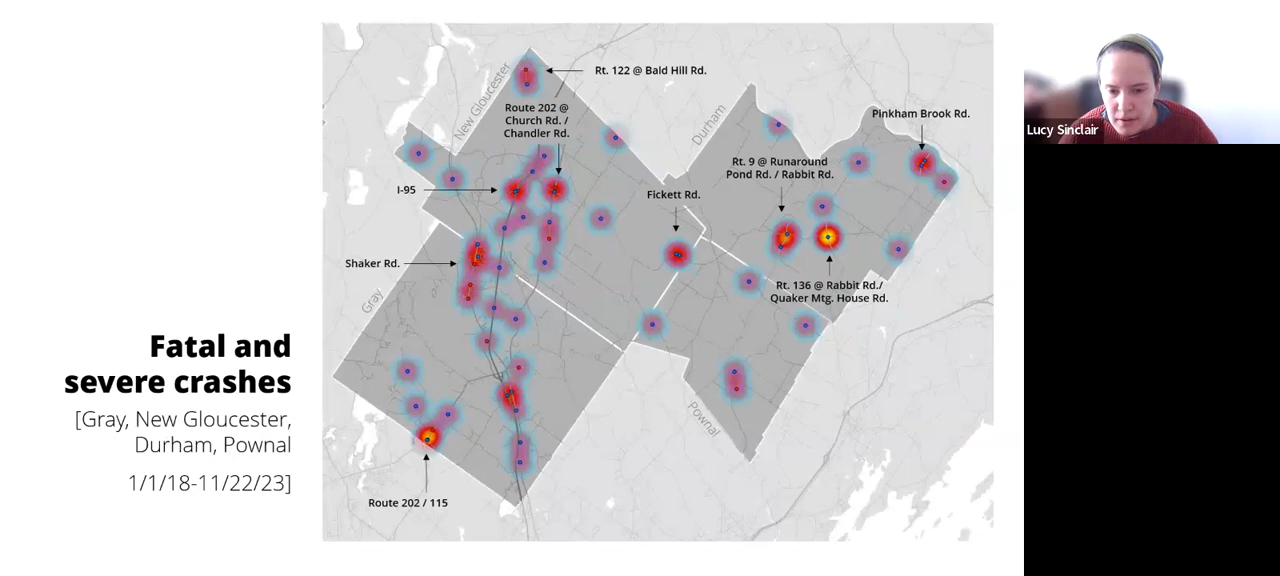 Fatal and
severe crashes
[Gray, New Gloucester,
Durham, Pownal
1/1/18-11/22/23]
New Gloucester
Rt. 122 @ Bald Hill Rd.
Route 202 @
Church Rd. /
Chandler Rd.
I-95
Shaker Rd.
Gray
Route 202 / 115
Durham
Pinkham Brook Rd.
Rt. 9 @ Runaround
Pond Rd. / Rabbit Rd.
Fickett Rd.
Rt. 136 @ Rabbit Rd./
Quaker Mtg. House Rd.
Pownal
Lucy Sinclair